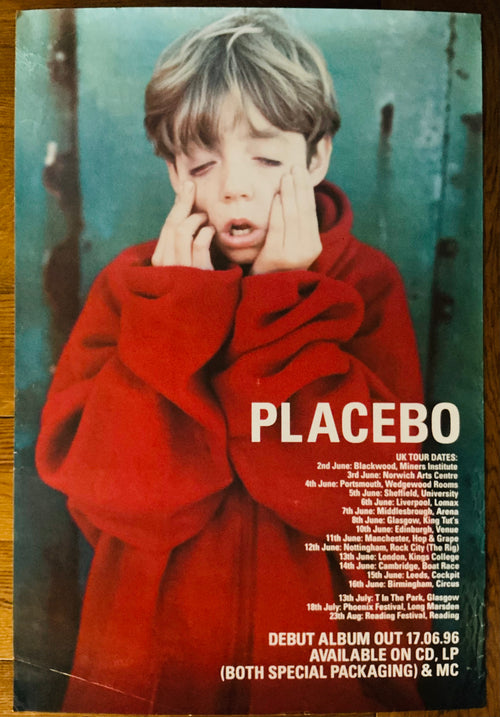 PLACEBO
UK TOUR DATES:
2nd June: Blackwood, Miners Institute
3rd June: Norwich Arts Centre
4th June: Portsmouth, Wedgewood Rooms
5th June: Sheffield, University
6th June: Liverpool, Lomax
7th June: Middlesbrough, Arena
8th June: Glasgow, King Tut's
10th June: Edinburgh, Venue
11th June: Manchester, Hop & Grape
12th June: Nottingham, Rock City (The Rig)
13th June: London, Kings College
14th June: Cambridge, Boat Race
15th June: Leeds, Cockpit
16th June: Birmingham, Circus
13th July: T In The Park, Glasgow
18th July: Phoenix Festival, Long Marsden
23th Aug: Reading Festival, Reading
DEBUT ALBUM OUT 17.06.96
AVAILABLE ON CD, LP
(BOTH SPECIAL PACKAGING) & MC